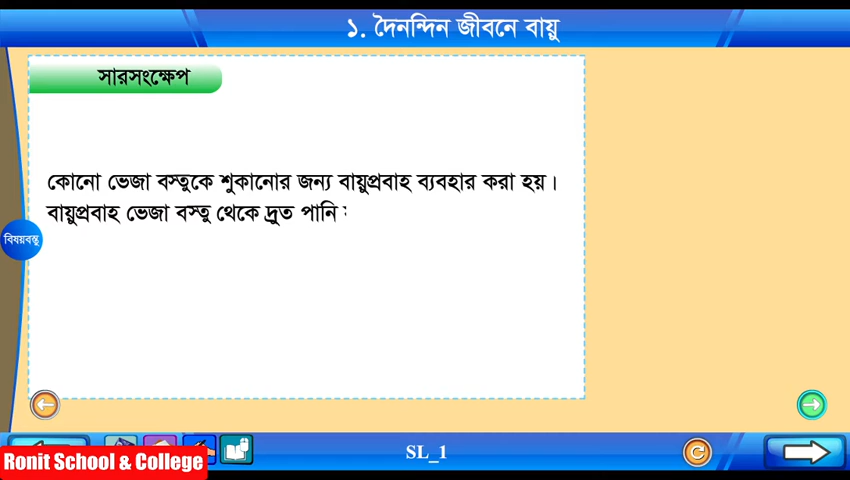 ১. দৈনন্দিন জীবনে বায়ু
সারসংক্ষেপ
কোনো ভেজা বস্তুকে শুকানোর জন্য বায়ুপ্রবাহ ব্যবহার করা হয়।
বায়ুপ্রবাহ ভেজা বস্তু থেকে দ্রুত পানি
বিষয়বস্তু
SL_1
Ronit School & College